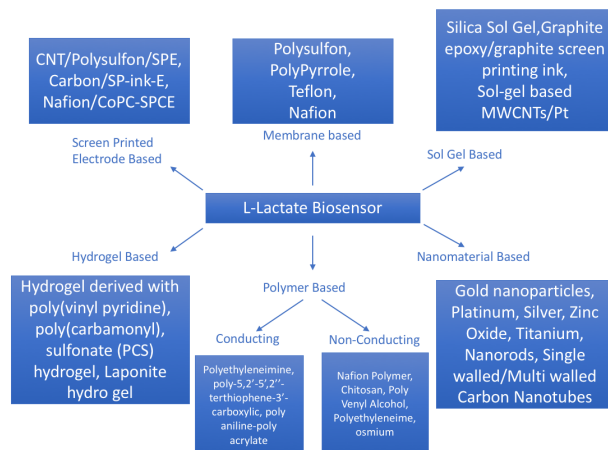 CNT/Polysulfon/SPE,
Carbon/SP-ink-E,
Nafion/CoPC-SPCE
Polysulfon,
PolyPyrrole,
Teflon,
Nafion
Silica Sol Gel,Graphite
epoxy/graphite screen
printing ink,
Sol-gel based
MWCNTs/Pt
Screen Printed
Electrode Based
Membrane based
Sol Gel Based
L-Lactate Biosensor
Hydrogel Based
Polymer Based
Nanomaterial Based
Hydrogel derived with
poly(vinyl pyridine),
poly(carbamonyl),
sulfonate (PCS)
hydrogel, Laponite
hydro gel
Conducting
Non-Conducting
Polyethyleneimine,
poly-5,2'-5',2''-
terthiophene-3'-
carboxylic, poly
aniline-poly
acrylate
Nafion Polymer,
Chitosan, Poly
Venyl Alcohol,
Polyethyleime,
osmium
Gold nanoparticles,
Platinum, Silver, Zinc
Oxide, Titanium,
Nanorods, Single
walled/Multi walled
Carbon Nanotubes